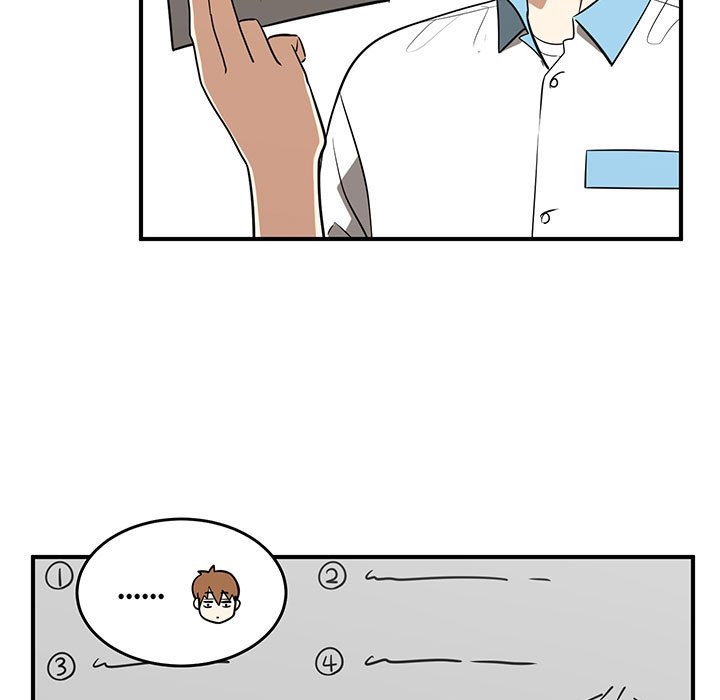 ① ②
......
③ ④